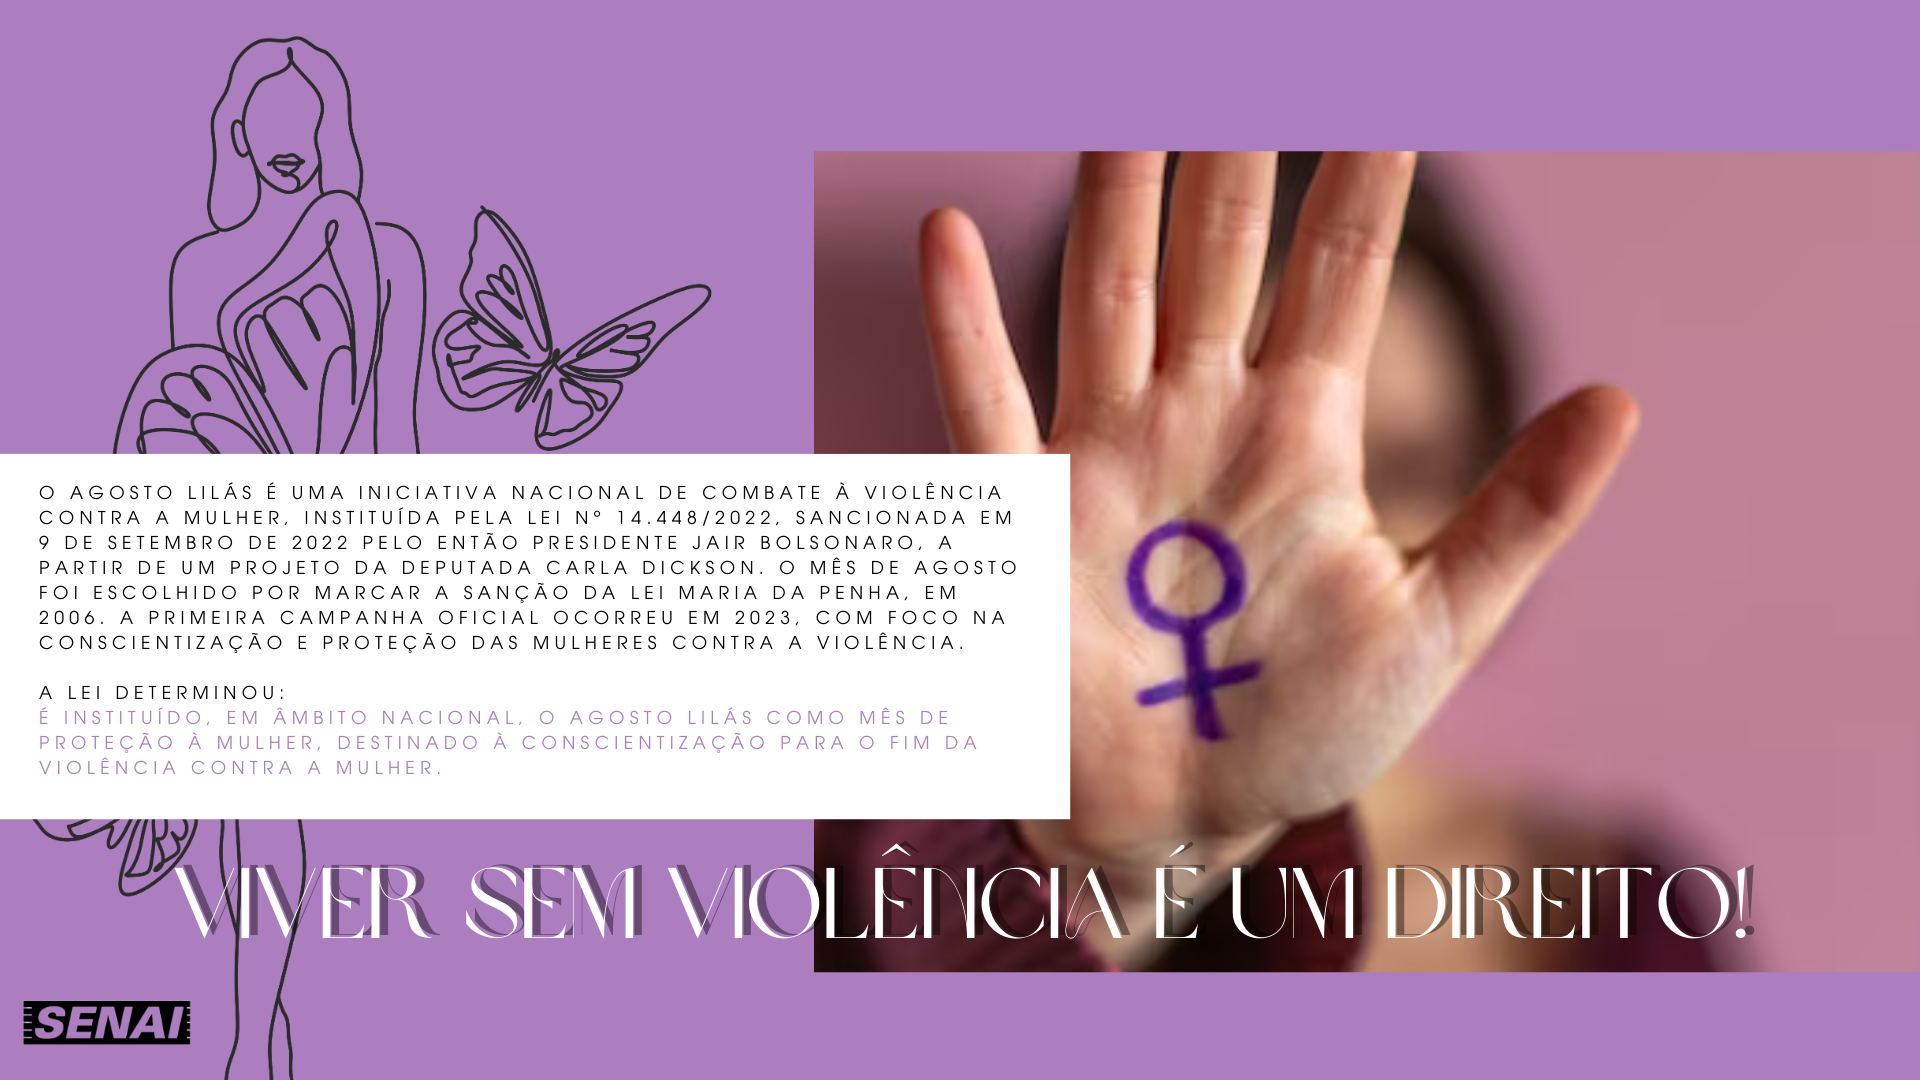 O AGOSTO LILÁS É UMA INICIATIVA NACIONAL DE COMBATE À VIOLÊNCIA
CONTRA A MULHER, INSTITUÍDA PELA LEI Nº 14.448/2022, SANCIONADA EM
9 DE SETEMBRO DE 2022 PELO ENTÃO PRESIDENTE JAIR BOLSONARO, A
PARTIR DE UM PROJETO DA DEPUTADA CARLA DICKSON. O MÊS DE AGOSTO
FOI ESCOLHIDO POR MARCAR A SANÇÃO DA LEI MARIA DA PENHA, EM
2006. A PRIMEIRA CAMPANHA OFICIAL OCORREU EM 2023, COM FOCO NA
CONSCIENTIZAÇÃO E PROTEÇÃO DAS MULHERES CONTRA A VIOLÊNCIA.
A LEI DETERMINOU:
É INSTITUÍDO, EM ÂMBITO NACIONAL, O AGOSTO LILÁS COMO MÊS DE
PROTEÇÃO À MULHER, DESTINADO À CONSCIENTIZAÇÃO PARA O FIM DA
VIOLÊNCIA CONTRA A MULHER.
VIVER SEM VIOLÊNCIA É UM DIREITO!
SENAI